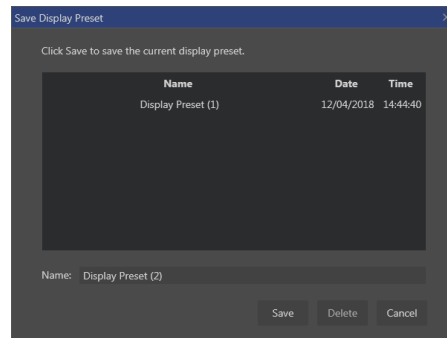 Save Display Preset
Click Save to save the current display preset.
Name Date Time
Display Preset (1) 12/04/2018 14:44:40
Name: Display Preset (2)
Save Delete Cancel